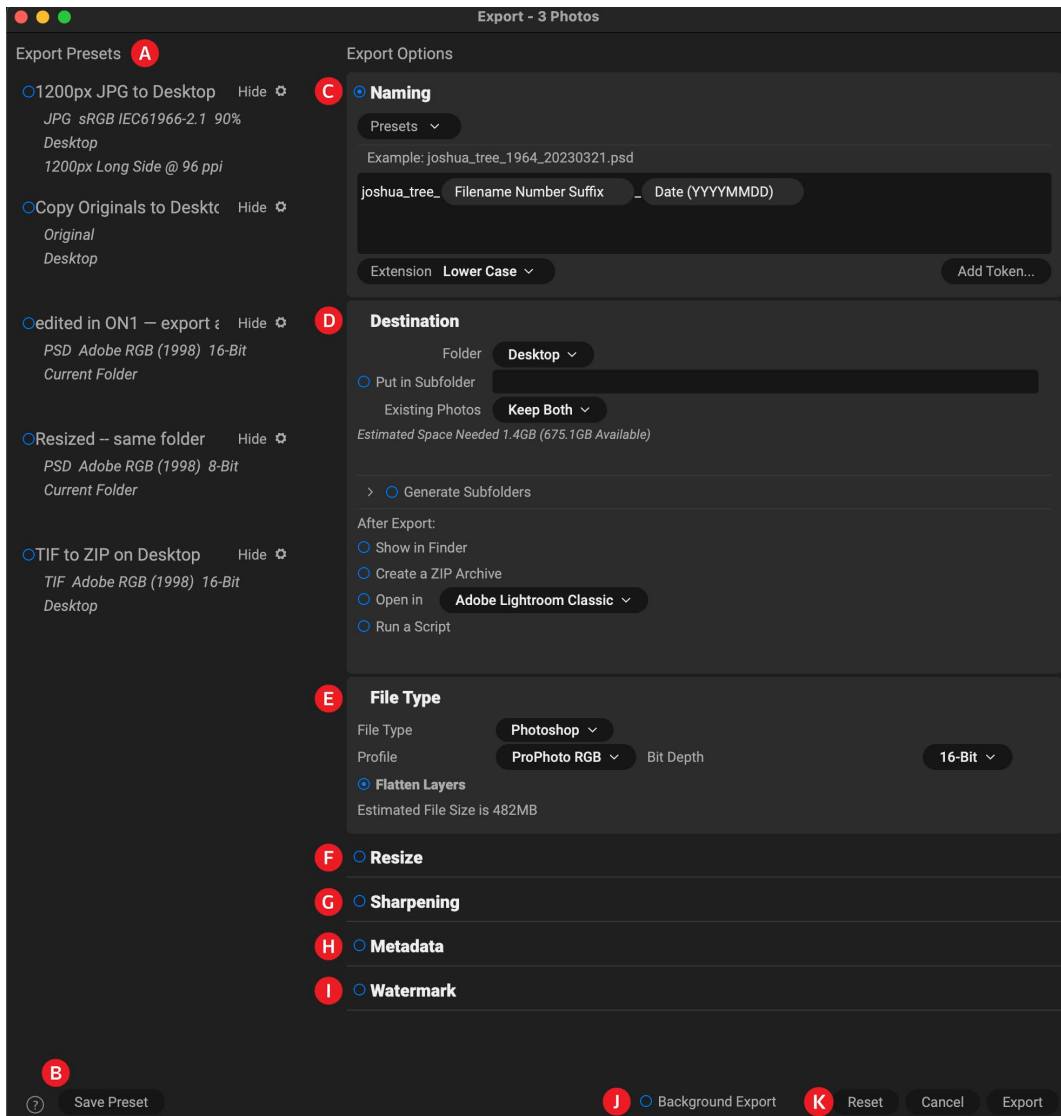 Export - 3 Photos
Export Presets A
1200px JPG to Desktop Hide
JPG sRGB IEC61966-2.1 90%
Desktop
1200px Long Side @ 96 ppi
Copy Originals to Deskto Hide
Original
Desktop
edited in ON1 — export a Hide
PSD Adobe RGB (1998) 16-Bit
Current Folder
Resized -- same folder Hide
PSD Adobe RGB (1998) 8-Bit
Current Folder
TIF to ZIP on Desktop Hide
TIF Adobe RGB (1998) 16-Bit
Desktop
B
? Save Preset
Export Options
C Naming
Presets
Example: joshua_tree_1964_20230321.psd
joshua_tree_ Filename Number Suffix _ Date (YYYYMMDD)
Extension Lower Case Add Token...
D Destination
Folder Desktop
Put in Subfolder
Existing Photos Keep Both
Estimated Space Needed 1.4GB (675.1GB Available)
Generate Subfolders
After Export:
Show in Finder
Create a ZIP Archive
Open in Adobe Lightroom Classic
Run a Script
E File Type
File Type Photoshop
Profile ProPhoto RGB Bit Depth 16-Bit
Flatten Layers
Estimated File Size is 482MB
F Resize
G Sharpening
H Metadata
I Watermark
J Background Export K Reset Cancel Export